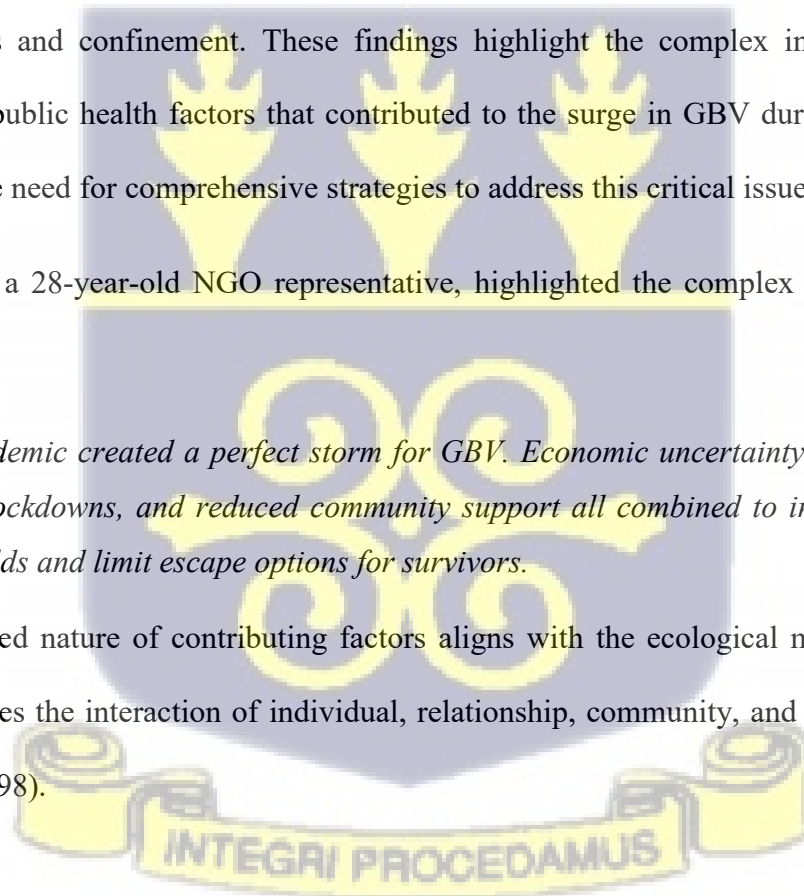 s and confinement. These findings highlight the complex in
public health factors that contributed to the surge in GBV dur
e need for comprehensive strategies to address this critical issue
a 28-year-old NGO representative, highlighted the complex
demic created a perfect storm for GBV. Economic uncertainty
ockdowns, and reduced community support all combined to in
lds and limit escape options for survivors.
ed nature of contributing factors aligns with the ecological m
es the interaction of individual, relationship, community, and
98).
INTEGRI PROCEDAMUS